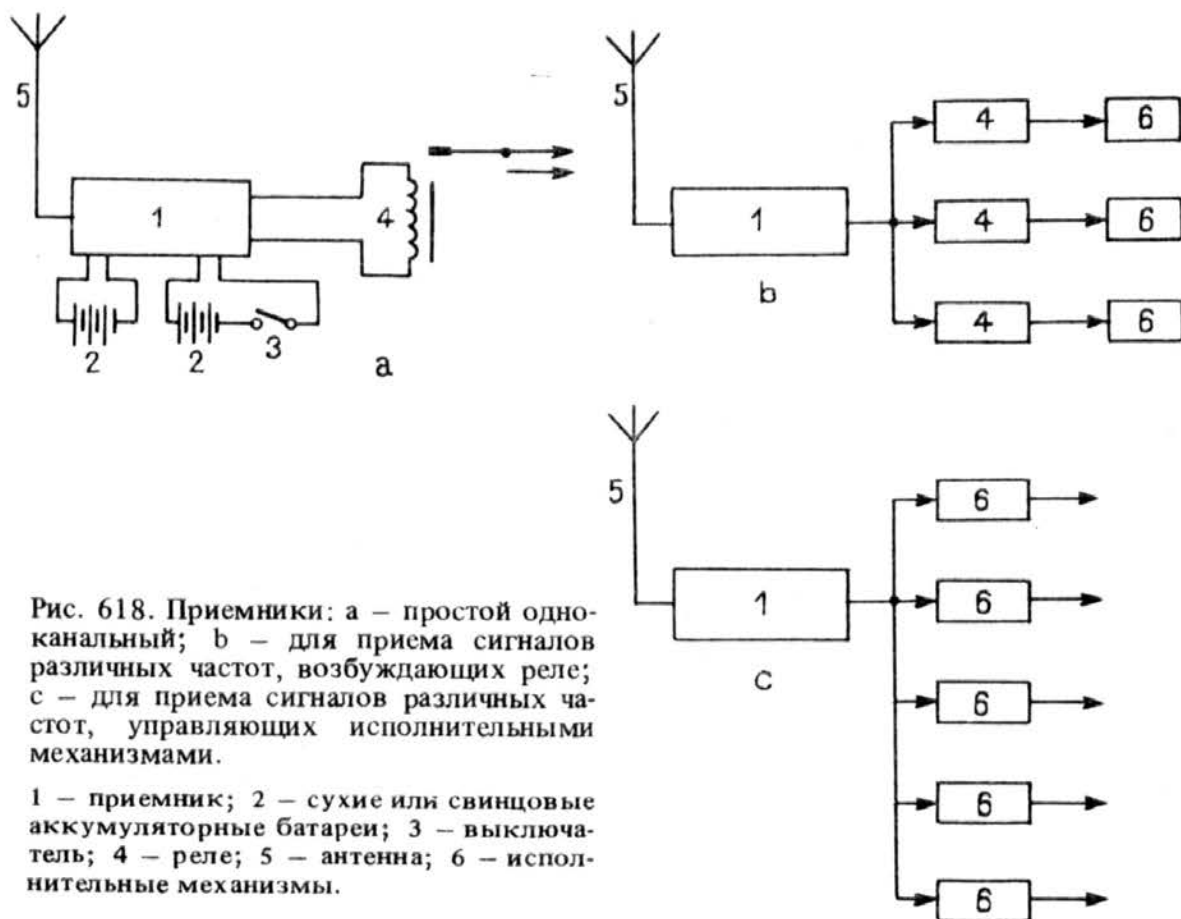 5
1
4
2
2
3
a
5
1
b
4
6
4
6
4
6
5
1
c
6
6
6
6
6
Рис. 618. Приемники: a — простой одно-
канальный; b — для приема сигналов
различных частот, возбуждающих реле;
c — для приема сигналов различных ча-
стот, управляющих исполнительными
механизмами.
1 — приемник; 2 — сухие или свинцовые
аккумуляторные батареи; 3 — выключа-
тель; 4 — реле; 5 — антенна; 6 — испол-
нительные механизмы.